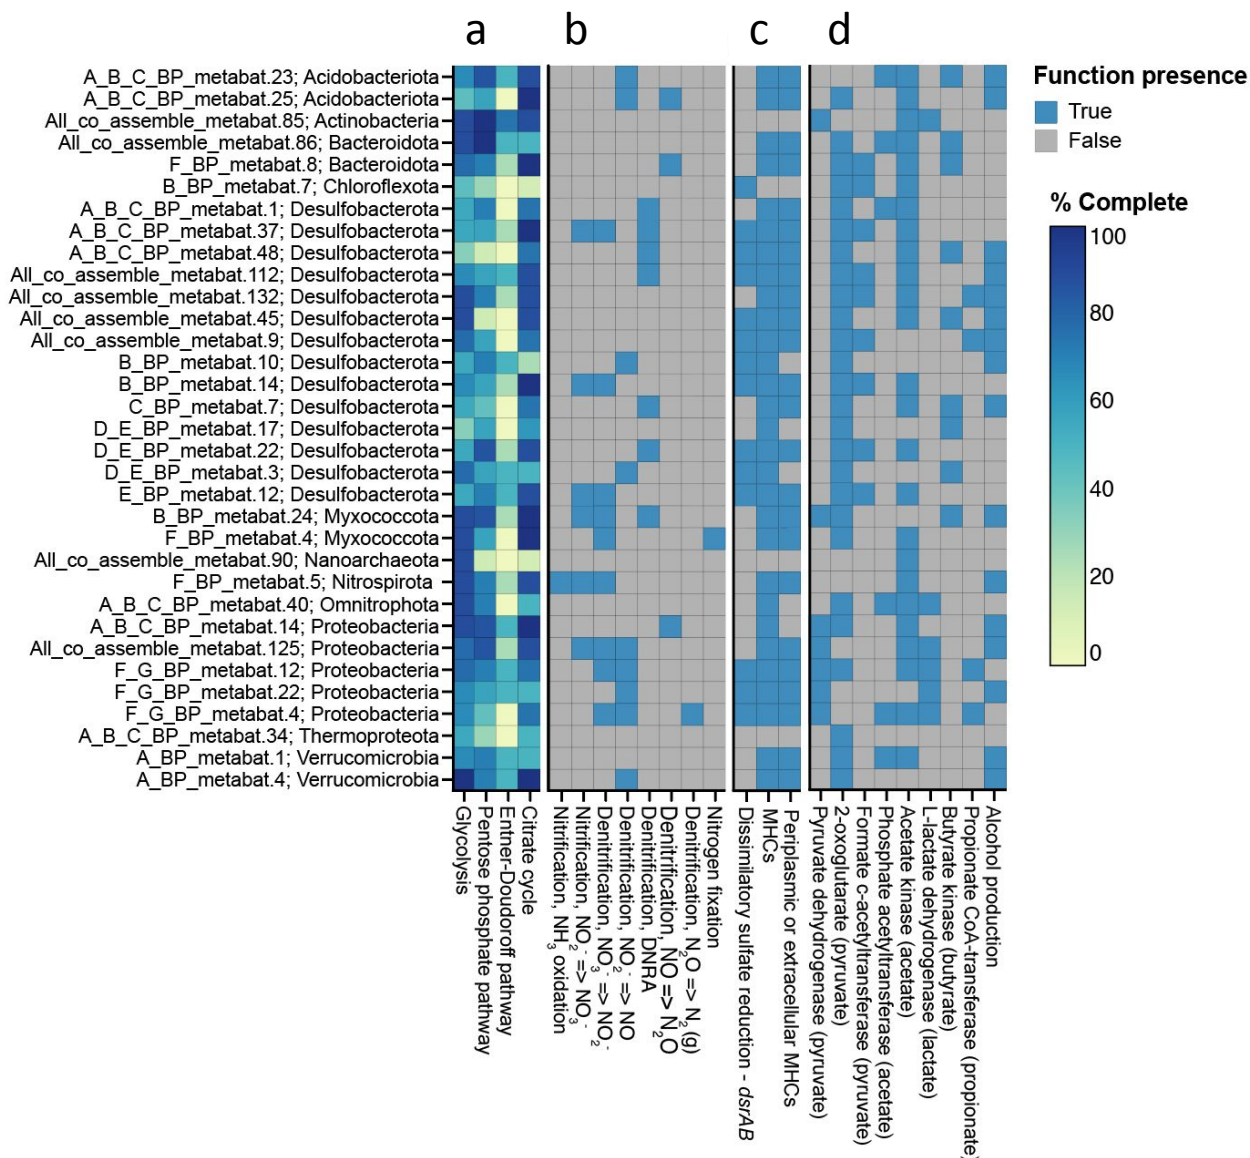 a b c d
A_B_C_BP_metabat.23; Acidobacteriota
A_B_C_BP_metabat.25; Acidobacteriota
All_co_assemble_metabat.85; Actinobacteria
All_co_assemble_metabat.86; Bacteroidota
F_BP_metabat.8; Bacteroidota
B_BP_metabat.7; Chloroflexota
A_B_C_BP_metabat.1; Desulfobacterota
A_B_C_BP_metabat.37; Desulfobacterota
A_B_C_BP_metabat.48; Desulfobacterota
All_co_assemble_metabat.112; Desulfobacterota
All_co_assemble_metabat.132; Desulfobacterota
All_co_assemble_metabat.45; Desulfobacterota
All_co_assemble_metabat.9; Desulfobacterota
B_BP_metabat.10; Desulfobacterota
B_BP_metabat.14; Desulfobacterota
C_BP_metabat.7; Desulfobacterota
D_E_BP_metabat.17; Desulfobacterota
D_E_BP_metabat.22; Desulfobacterota
D_E_BP_metabat.3; Desulfobacterota
E_BP_metabat.12; Desulfobacterota
B_BP_metabat.24; Myxococcota
F_BP_metabat.4; Myxococcota
All_co_assemble_metabat.90; Nanoarchaeota
F_BP_metabat.5; Nitrospirota
A_B_C_BP_metabat.40; Omnitrophota
A_B_C_BP_metabat.14; Proteobacteria
All_co_assemble_metabat.125; Proteobacteria
F_G_BP_metabat.12; Proteobacteria
F_G_BP_metabat.22; Proteobacteria
F_G_BP_metabat.4; Proteobacteria
A_B_C_BP_metabat.34; Thermoproteota
A_BP_metabat.1; Verrucomicrobia
A_BP_metabat.4; Verrucomicrobia
Glycolysis
Pentose phosphate pathway
Entner-Doudoroff pathway
Citrate cycle
Nitrification, NH₃ oxidation
Nitrification, NO₂⁻ => NO₃⁻
Denitrification, NO₃⁻ => NO₂⁻
Denitrification, NO₂⁻ => NO
Denitrification, DNRA
Denitrification, NO => N₂O
Denitrification, N₂O => N₂(g)
Nitrogen fixation
Dissimilatory sulfate reduction - dsrAB
MHCs
Periplasmic or extracellular MHCs
Pyruvate dehydrogenase (pyruvate)
2-oxoglutarate (pyruvate)
Formate c-acetyltransferase (pyruvate)
Phosphate acetyltransferase (acetate)
Acetate kinase (acetate)
L-lactate dehydrogenase (lactate)
Butyrate kinase (butyrate)
Propionate CoA-transferase (propionate)
Alcohol production
Function presence
True
False
% Complete
100
80
60
40
20
0